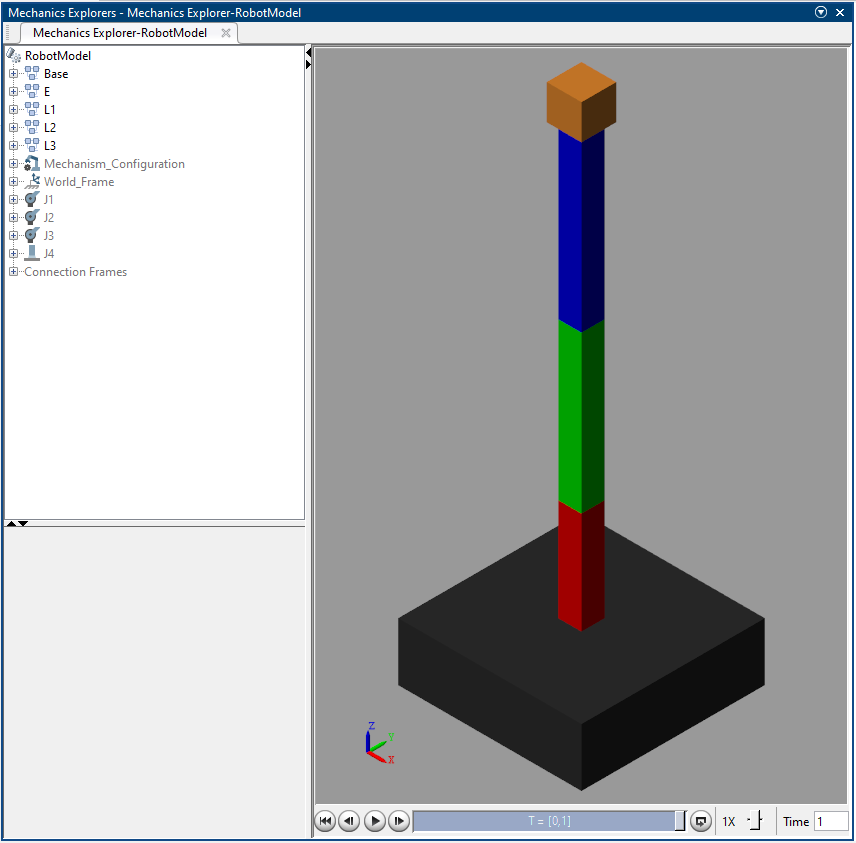 Mechanics Explorers - Mechanics Explorer-RobotModel
Mechanics Explorer-RobotModel
RobotModel
Base
E
L1
L2
L3
Mechanism_Configuration
World_Frame
J1
J2
J3
J4
Connection Frames
Z
Y
X
T = [0,1]
1X
Time 1